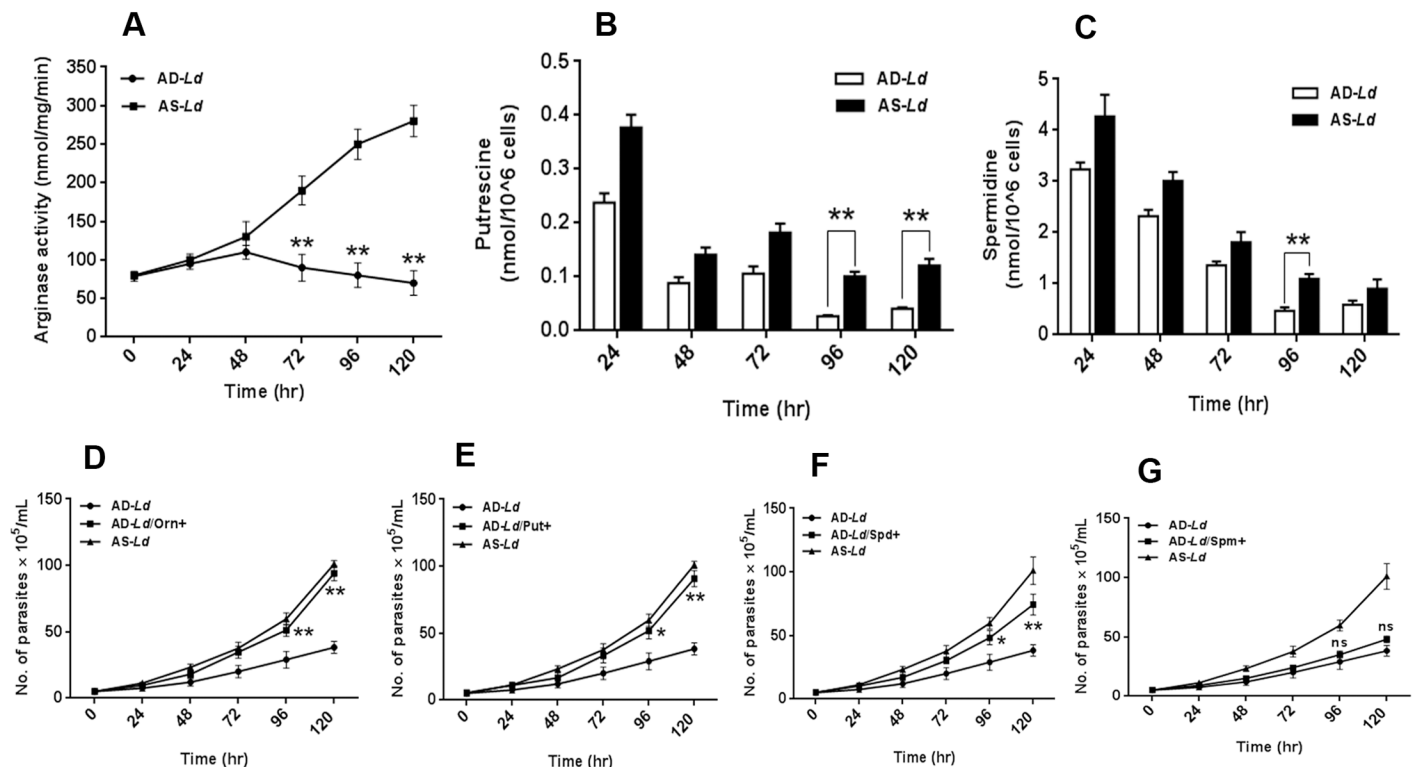 A
Arginase activity (nmol/mg/min)
350
300
250
200
150
100
50
0
AD-Ld
AS-Ld
**
**
**
0
24
48
72
96
120
Time (hr)
B
Putrescine
(nmol/10^6 cells)
0.5
0.4
0.3
0.2
0.1
0.0
AD-Ld
AS-Ld
**
**
24
48
72
96
120
Time (hr)
C
Spermidine
(nmol/10^6 cells)
5
4
3
2
1
0
AD-Ld
AS-Ld
**
24
48
72
96
120
Time (hr)
D
No. of parasites × 10⁵/mL
150
100
50
0
AD-Ld
AD-Ld/Orn+
AS-Ld
**
**
0
24
48
72
96
120
Time (hr)
E
No. of parasites × 10⁵/mL
150
100
50
0
AD-Ld
AD-Ld/Put+
AS-Ld
*
**
0
24
48
72
96
120
Time (hr)
F
No. of parasites × 10⁵/mL
150
100
50
0
AD-Ld
AD-Ld/Spd+
AS-Ld
*
**
0
24
48
72
96
120
Time (hr)
G
No. of parasites × 10⁵/mL
150
100
50
0
AD-Ld
AD-Ld/Spm+
AS-Ld
ns
ns
0
24
48
72
96
120
Time (hr)